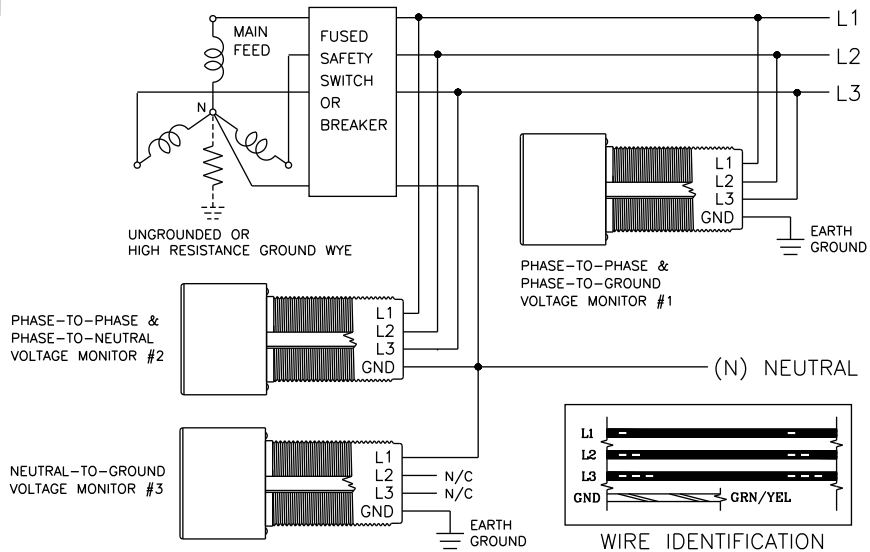 MAIN
FEED
N
FUSED
SAFETY
SWITCH
OR
BREAKER
L1
L2
L3
UNGROUNDED OR
HIGH RESISTANCE GROUND WYE
L1
L2
L3
GND
EARTH
GROUND
PHASE-TO-PHASE &
PHASE-TO-GROUND
VOLTAGE MONITOR #1
PHASE-TO-PHASE &
PHASE-TO-NEUTRAL
VOLTAGE MONITOR #2
L1
L2
L3
GND
(N) NEUTRAL
NEUTRAL-TO-GROUND
VOLTAGE MONITOR #3
L1
L2 N/C
L3 N/C
GND
EARTH
GROUND
L1
L2
L3
GND GRN/YEL
WIRE IDENTIFICATION